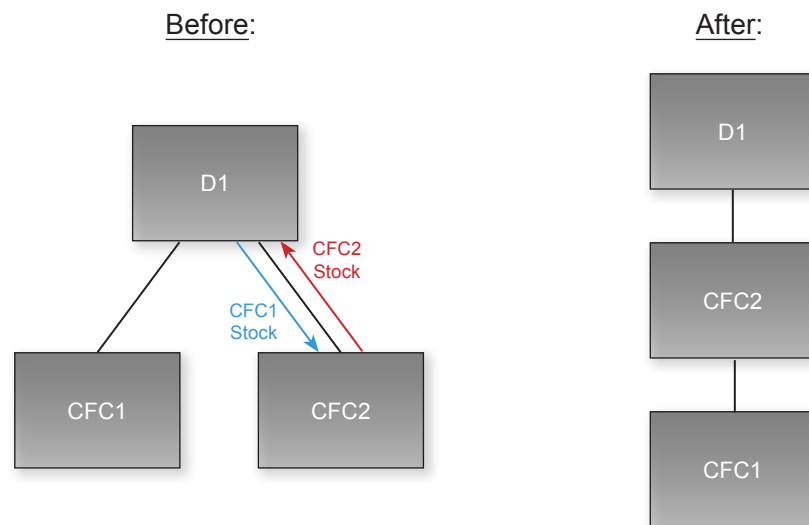 Before:
After:
D1
CFC2
Stock
CFC1
Stock
CFC1
CFC2
D1
CFC2
CFC1